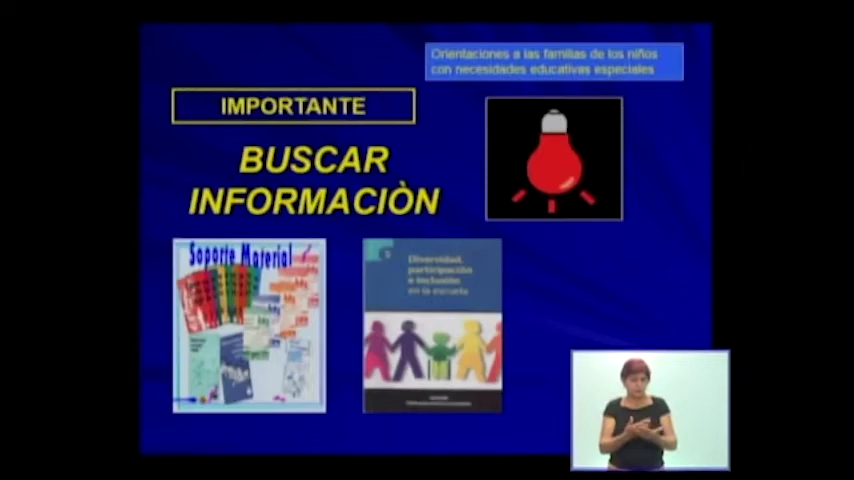 Orientaciones a las familias de los niños
con necesidades educativas especiales
IMPORTANTE
BUSCAR
INFORMACIÒN
Soporte Material
Diversidad,
participación
e inclusión
en la escuela